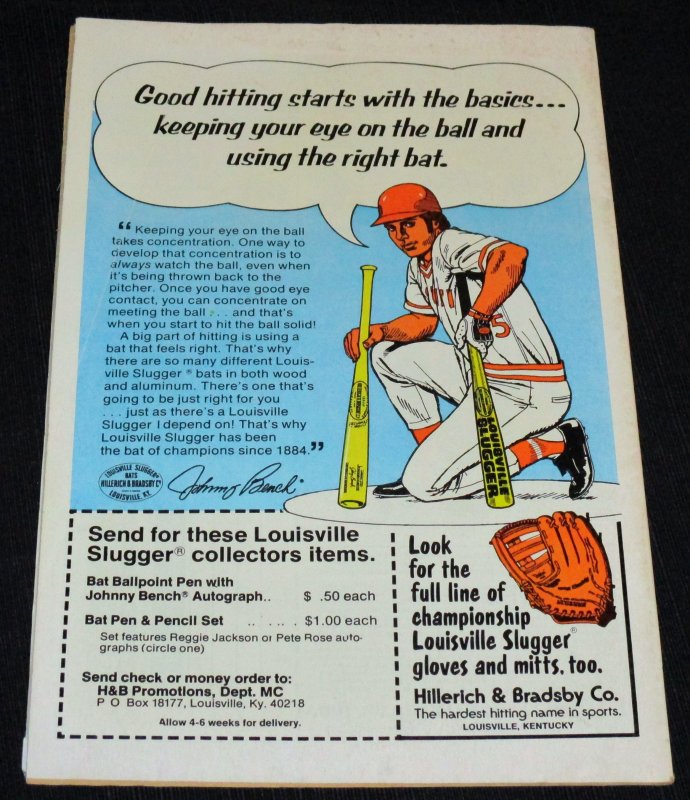 Good hitting starts with the basics...
keeping your eye on the ball and
using the right bat.
“Keeping your eye on the ball
takes concentration. One way to
develop that concentration is to
always watch the ball, even when
it's being thrown back to the
pitcher. Once you have good eye
contact, you can concentrate on
meeting the ball . . . and that's
when you start to hit the ball solid!
A big part of hitting is using a
bat that feels right. That's why
there are so many different Louis-
ville Slugger® bats in both wood
and aluminum. There's one that's
going to be just right for you
. . . just as there's a Louisville
Slugger I depend on! That's why
Louisville Slugger has been
the bat of champions since 1884.”
LOUISVILLE SLUGGER®
BATS
HILLERICH & BRADSBY Co
LOUISVILLE, KY.
Johnny Bench
5
LOUISVILLE
SLUGGER
Send for these Louisville
Slugger® collectors items.
Bat Ballpoint Pen with
Johnny Bench® Autograph.. $ .50 each
Bat Pen & Pencil Set .. . .. . $1.00 each
Set features Reggie Jackson or Pete Rose auto-
graphs (circle one)
Send check or money order to:
H&B Promotions, Dept. MC
P O Box 18177, Louisville, Ky. 40218
Allow 4-6 weeks for delivery.
Look
for the
full line of
championship
Louisville Slugger®
gloves and mitts, too.
Hillerich & Bradsby Co.
The hardest hitting name in sports.
LOUISVILLE, KENTUCKY